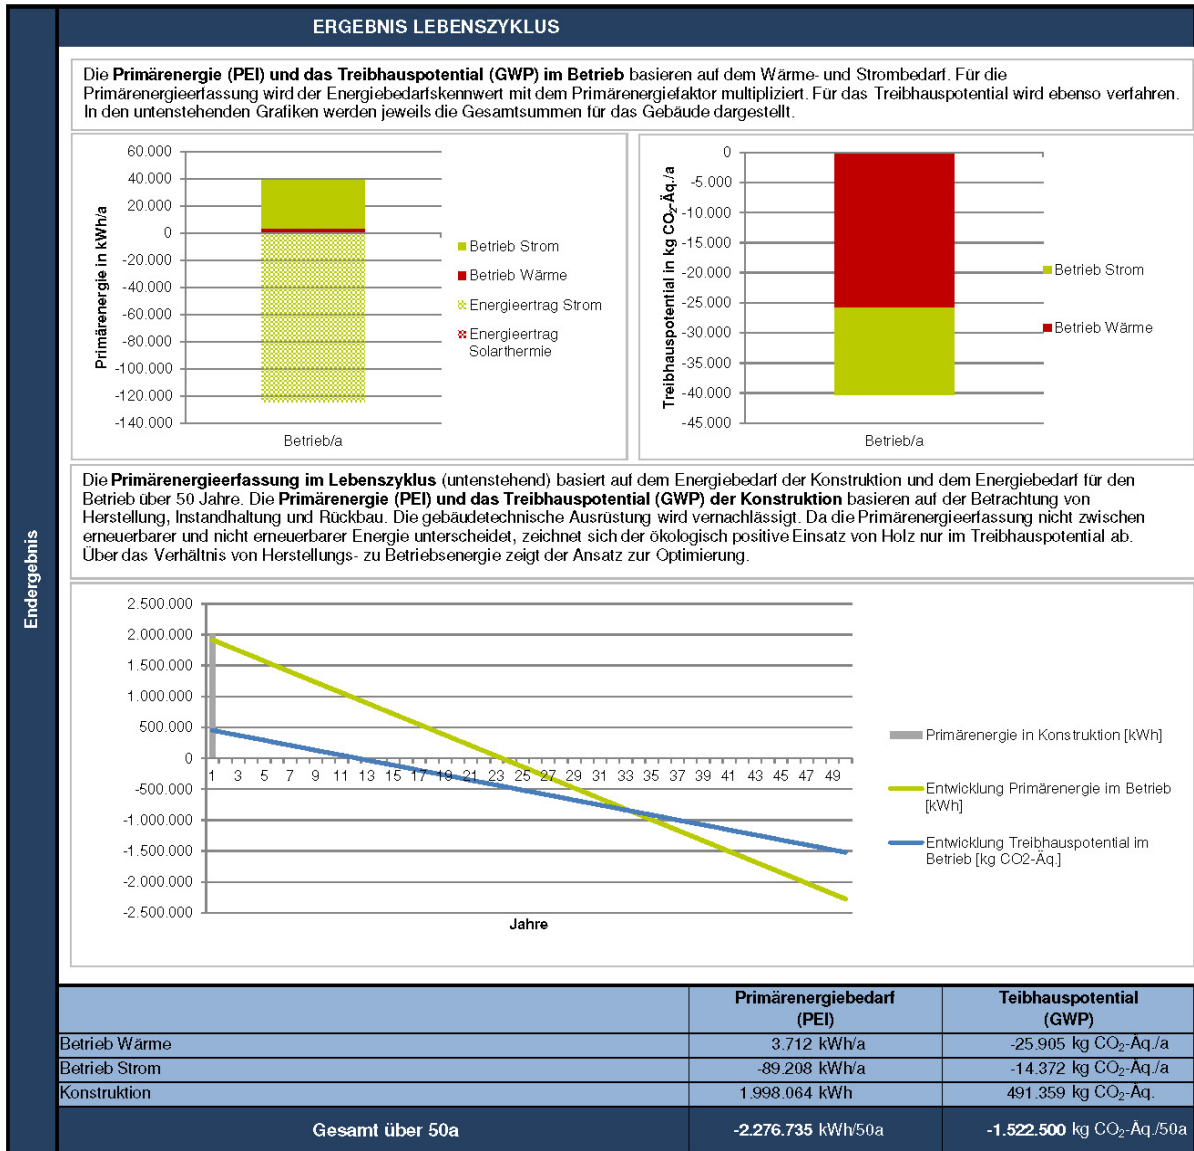 ERGEBNIS LEBENSZYKLUS
Endergebnis
Die Primärenergie (PEI) und das Treibhauspotential (GWP) im Betrieb basieren auf dem Wärme- und Strombedarf. Für die
Primärenergieerfassung wird der Energiebedarfskennwert mit dem Primärenergiefaktor multipliziert. Für das Treibhauspotential wird ebenso verfahren.
In den untenstehenden Grafiken werden jeweils die Gesamtsummen für das Gebäude dargestellt.
Primärenergie in kWh/a
60.000
40.000
20.000
0
-20.000
-40.000
-60.000
-80.000
-100.000
-120.000
-140.000
Betrieb/a
Betrieb Strom
Betrieb Wärme
Energieertrag Strom
Energieertrag
Solarthermie
Treibhauspotential in kg CO₂-Äq./a
0
-5.000
-10.000
-15.000
-20.000
-25.000
-30.000
-35.000
-40.000
-45.000
Betrieb/a
Betrieb Strom
Betrieb Wärme
Die Primärenergieerfassung im Lebenszyklus (untenstehend) basiert auf dem Energiebedarf der Konstruktion und dem Energiebedarf für den
Betrieb über 50 Jahre. Die Primärenergie (PEI) und das Treibhauspotential (GWP) der Konstruktion basieren auf der Betrachtung von
Herstellung, Instandhaltung und Rückbau. Die gebäudetechnische Ausrüstung wird vernachlässigt. Da die Primärenergieerfassung nicht zwischen
erneuerbarer und nicht erneuerbarer Energie unterscheidet, zeichnet sich der ökologisch positive Einsatz von Holz nur im Treibhauspotential ab.
Über das Verhältnis von Herstellungs- zu Betriebsenergie zeigt der Ansatz zur Optimierung.
2.500.000
2.000.000
1.500.000
1.000.000
500.000
0
-500.000
-1.000.000
-1.500.000
-2.000.000
-2.500.000
1 3 5 7 9 11 13 15 17 19 21 23 25 27 29 31 33 35 37 39 41 43 45 47 49
Jahre
Primärenergie in Konstruktion [kWh]
Entwicklung Primärenergie im Betrieb
[kWh]
Entwicklung Treibhauspotential im
Betrieb [kg CO2-Äq.]
Primärenergiebedarf Teibhauspotential
(PEI) (GWP)
Betrieb Wärme 3.712 kWh/a -25.905 kg CO₂-Äq./a
Betrieb Strom -89.208 kWh/a -14.372 kg CO₂-Äq./a
Konstruktion 1.998.064 kWh 491.359 kg CO₂-Äq.
Gesamt über 50a -2.276.735 kWh/50a -1.522.500 kg CO₂-Äq./50a